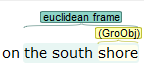 euclidean frame
(GroObj)
on the south shore